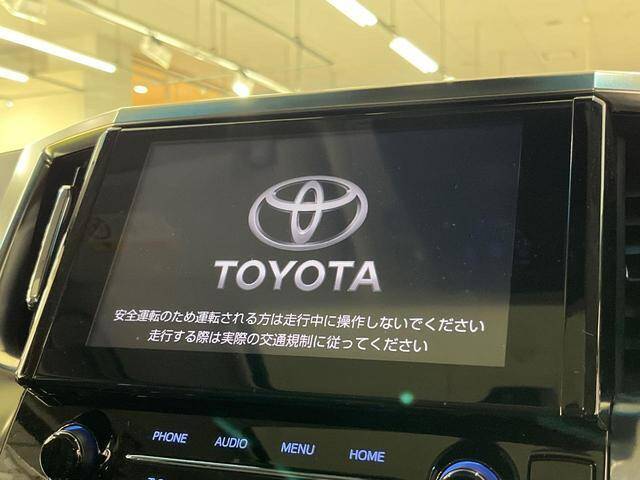 TOYOTA
安全運転のため運転される方は走行中に操作しないでください
走行する際は実際の交通規制に従ってください
PHONE AUDIO MENU HOME